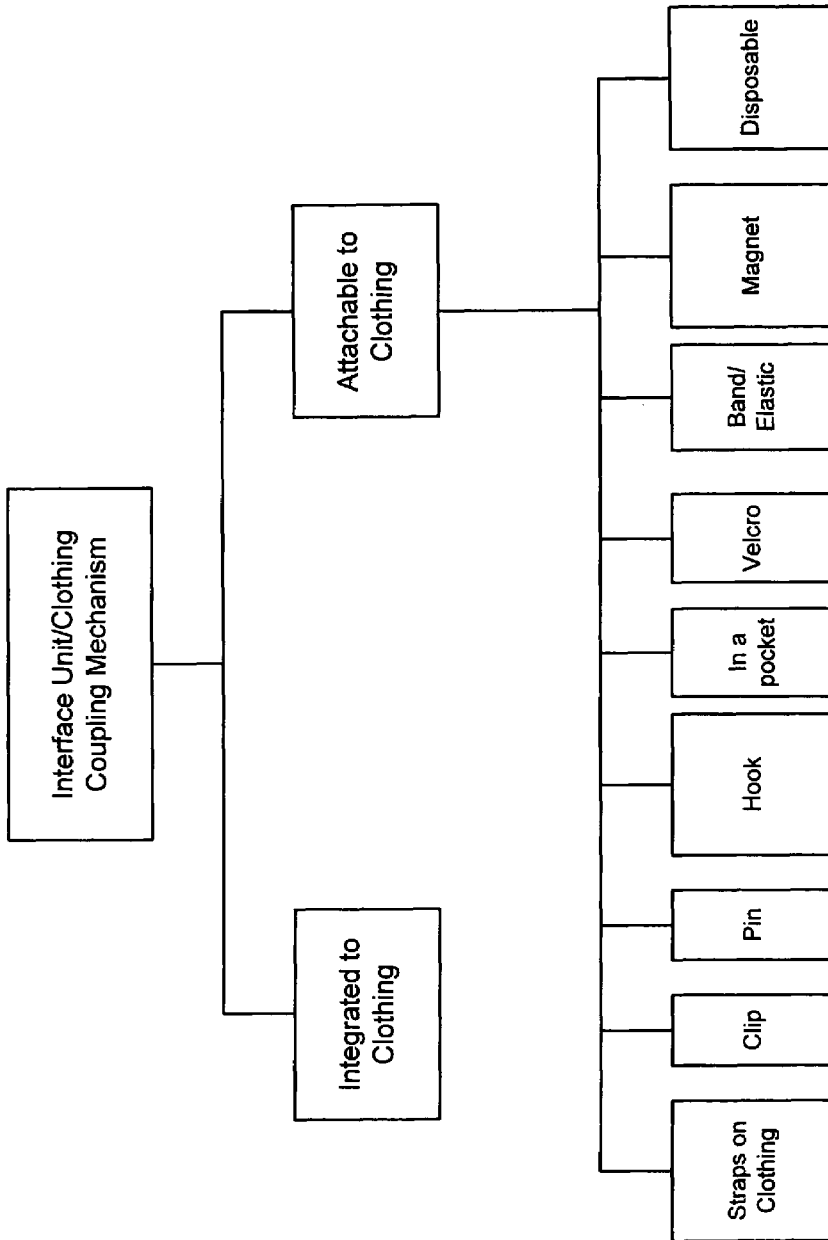 Interface Unit/Clothing
Coupling Mechanism
Integrated to
Clothing
Attachable to
Clothing
Straps on
Clothing
Clip
Pin
Hook
In a
pocket
Velcro
Band/
Elastic
Magnet
Disposable